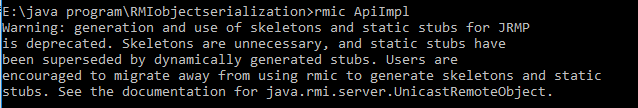 E:\java program\RMIobjectserialization>rmic ApiImpl
Warning: generation and use of skeletons and static stubs for JRMP
is deprecated. Skeletons are unnecessary, and static stubs have
been superseded by dynamically generated stubs. Users are
encouraged to migrate away from using rmic to generate skeletons and static
stubs. See the documentation for java.rmi.server.UnicastRemoteObject.